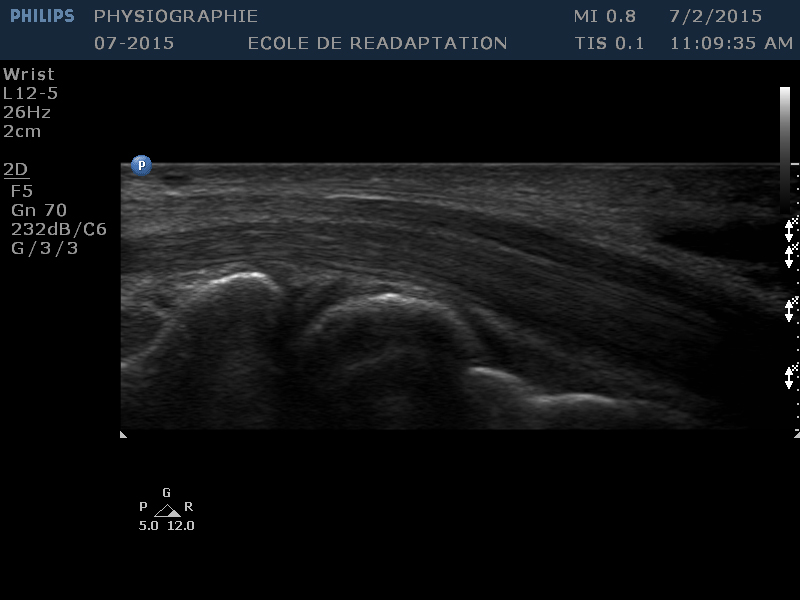 PHILIPS PHYSIOGRAPHIE MI 0.8 7/2/2015
07-2015 ECOLE DE READAPTATION TIS 0.1 11:09:35 AM
Wrist
L12-5
26Hz
2cm
2D
F5
Gn 70
232dB/C6
G/3/3
P
G
P R
5.0 12.0